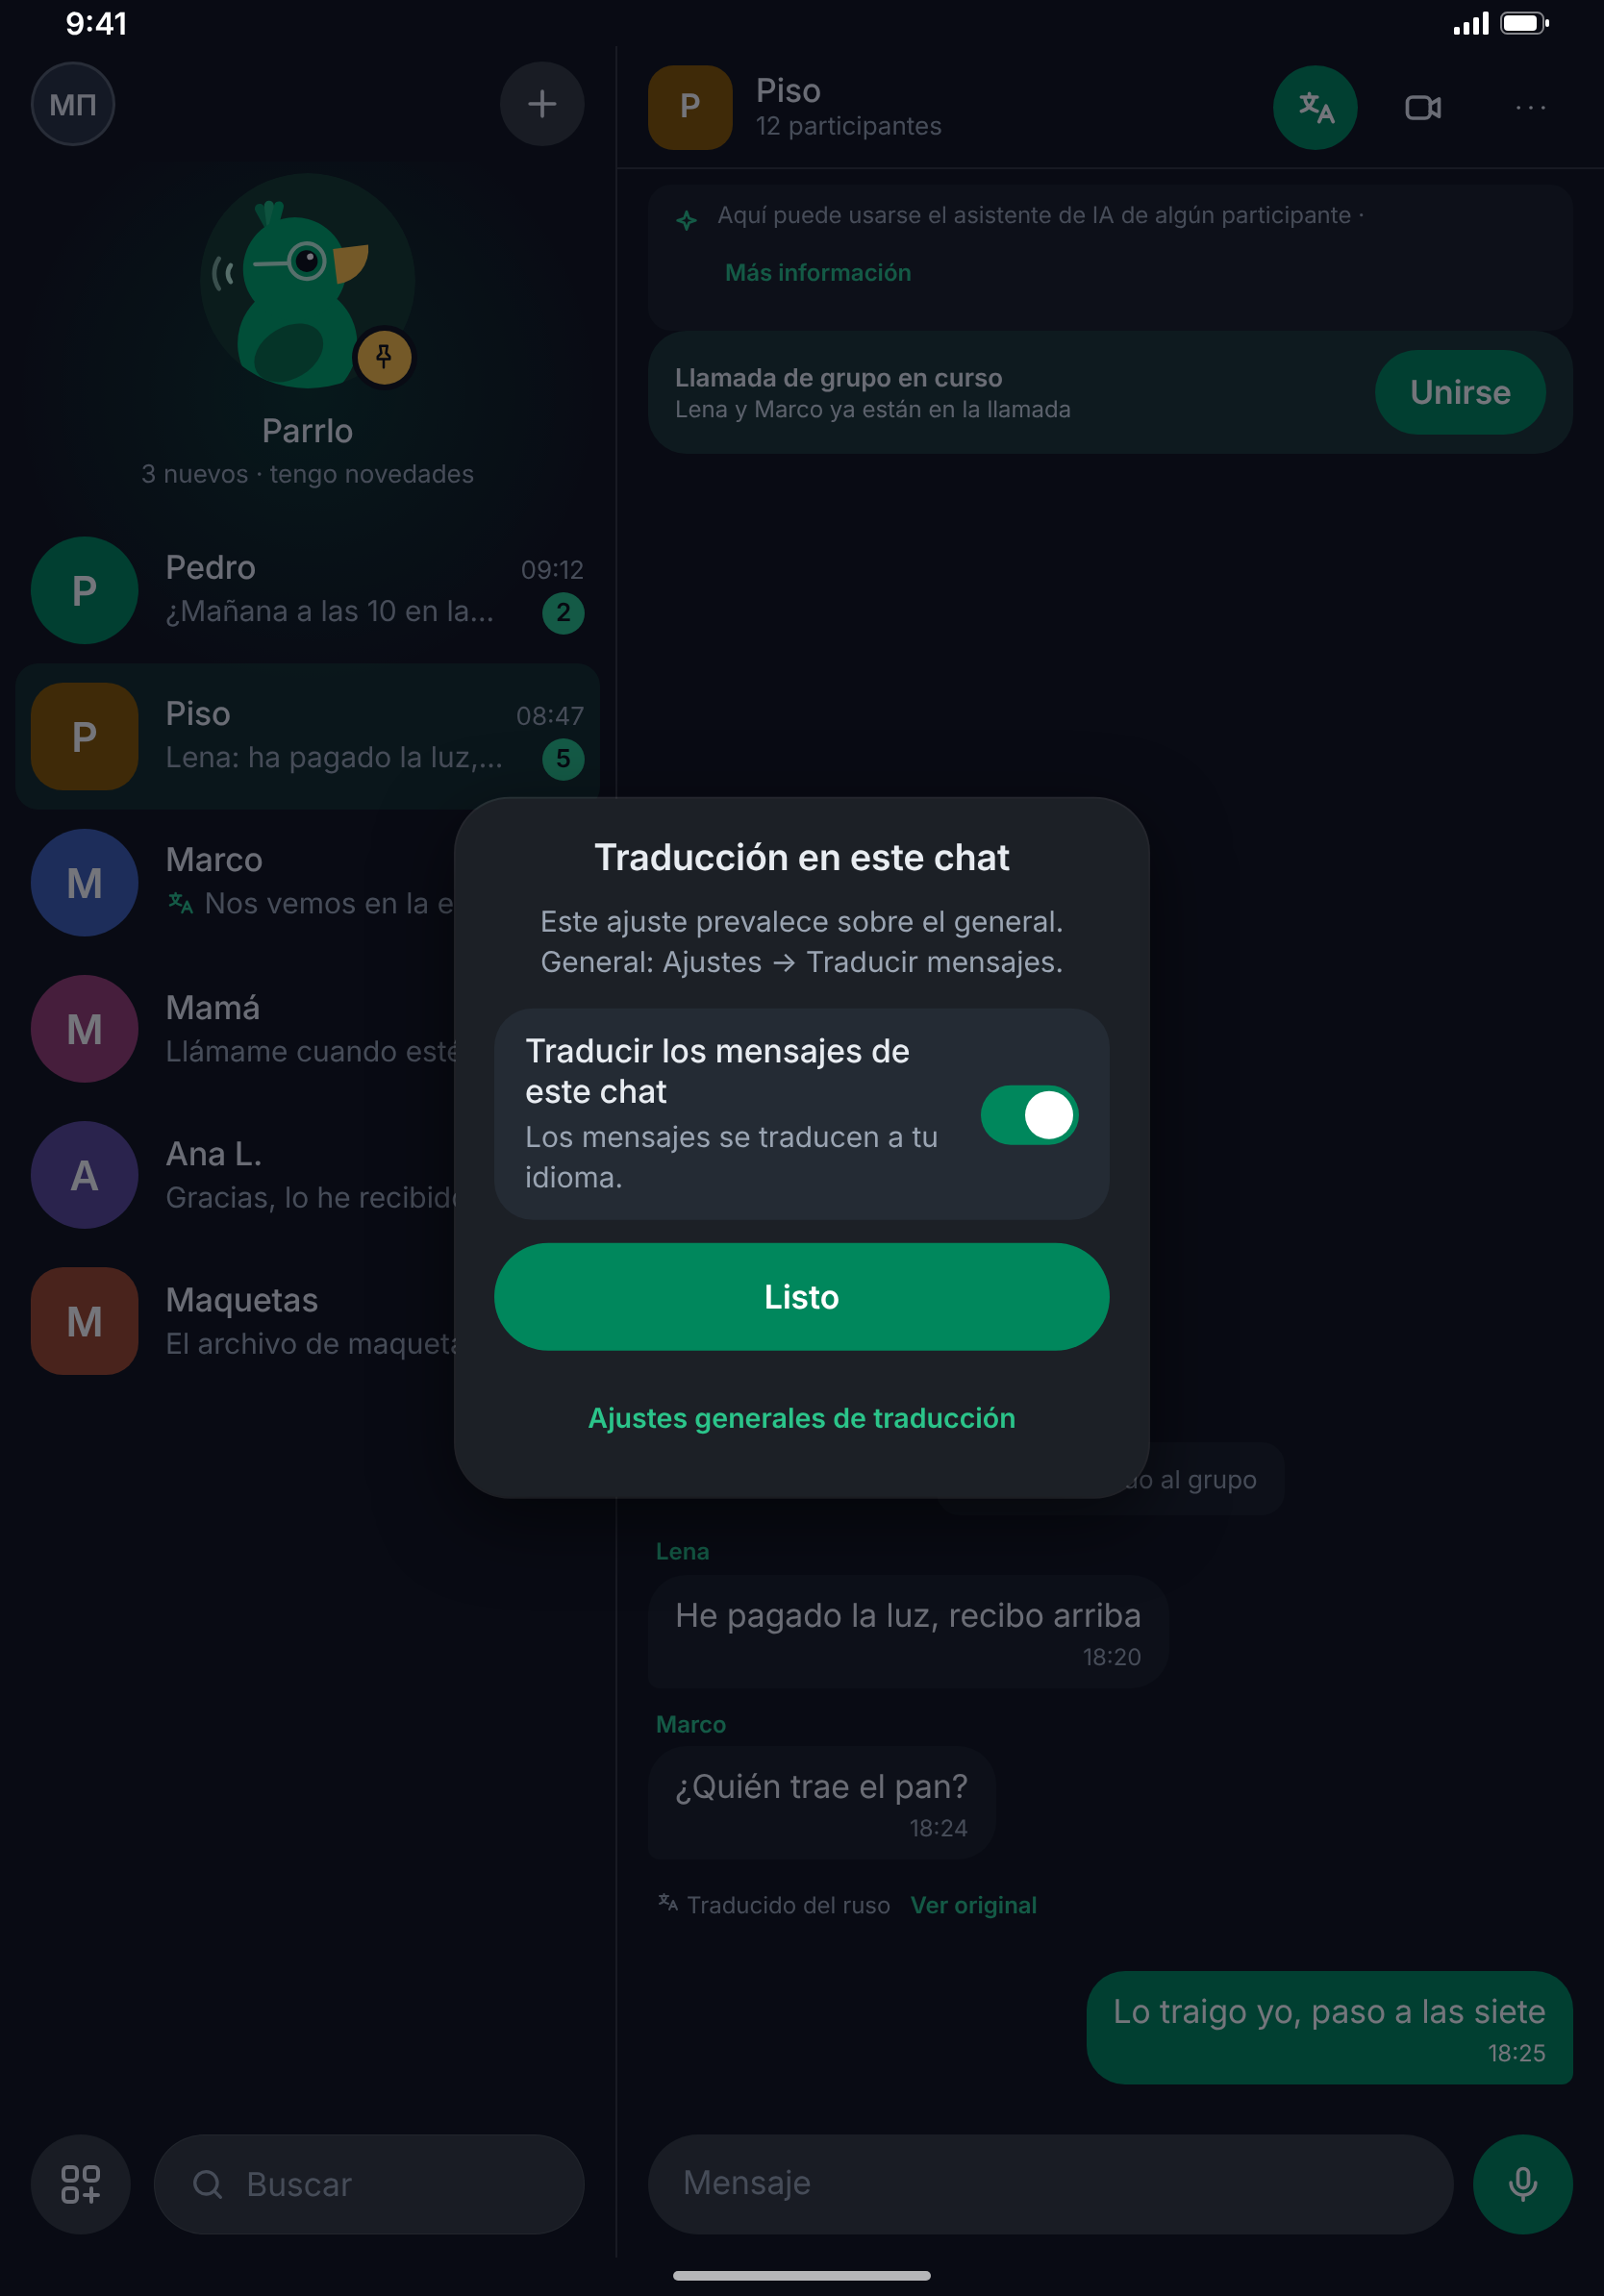 9:41
МП
Parrlo
3 nuevos · tengo novedades
P
Pedro
09:12
¿Mañana a las 10 en la...
2
P
Piso
08:47
Lena: ha pagado la luz,...
5
M
Marco
Nos vemos en la e
M
Mamá
Llámame cuando esté
A
Ana L.
Gracias, lo he recibido
M
Maquetas
El archivo de maqueta
Buscar
P
Piso
12 participantes
Aquí puede usarse el asistente de IA de algún participante ·
Más información
Llamada de grupo en curso
Lena y Marco ya están en la llamada
Unirse
Traducción en este chat
Este ajuste prevalece sobre el general.
General: Ajustes → Traducir mensajes.
Traducir los mensajes de
este chat
Los mensajes se traducen a tu
idioma.
Listo
Ajustes generales de traducción
do al grupo
Lena
He pagado la luz, recibo arriba
18:20
Marco
¿Quién trae el pan?
18:24
Traducido del ruso Ver original
Lo traigo yo, paso a las siete
18:25
Mensaje